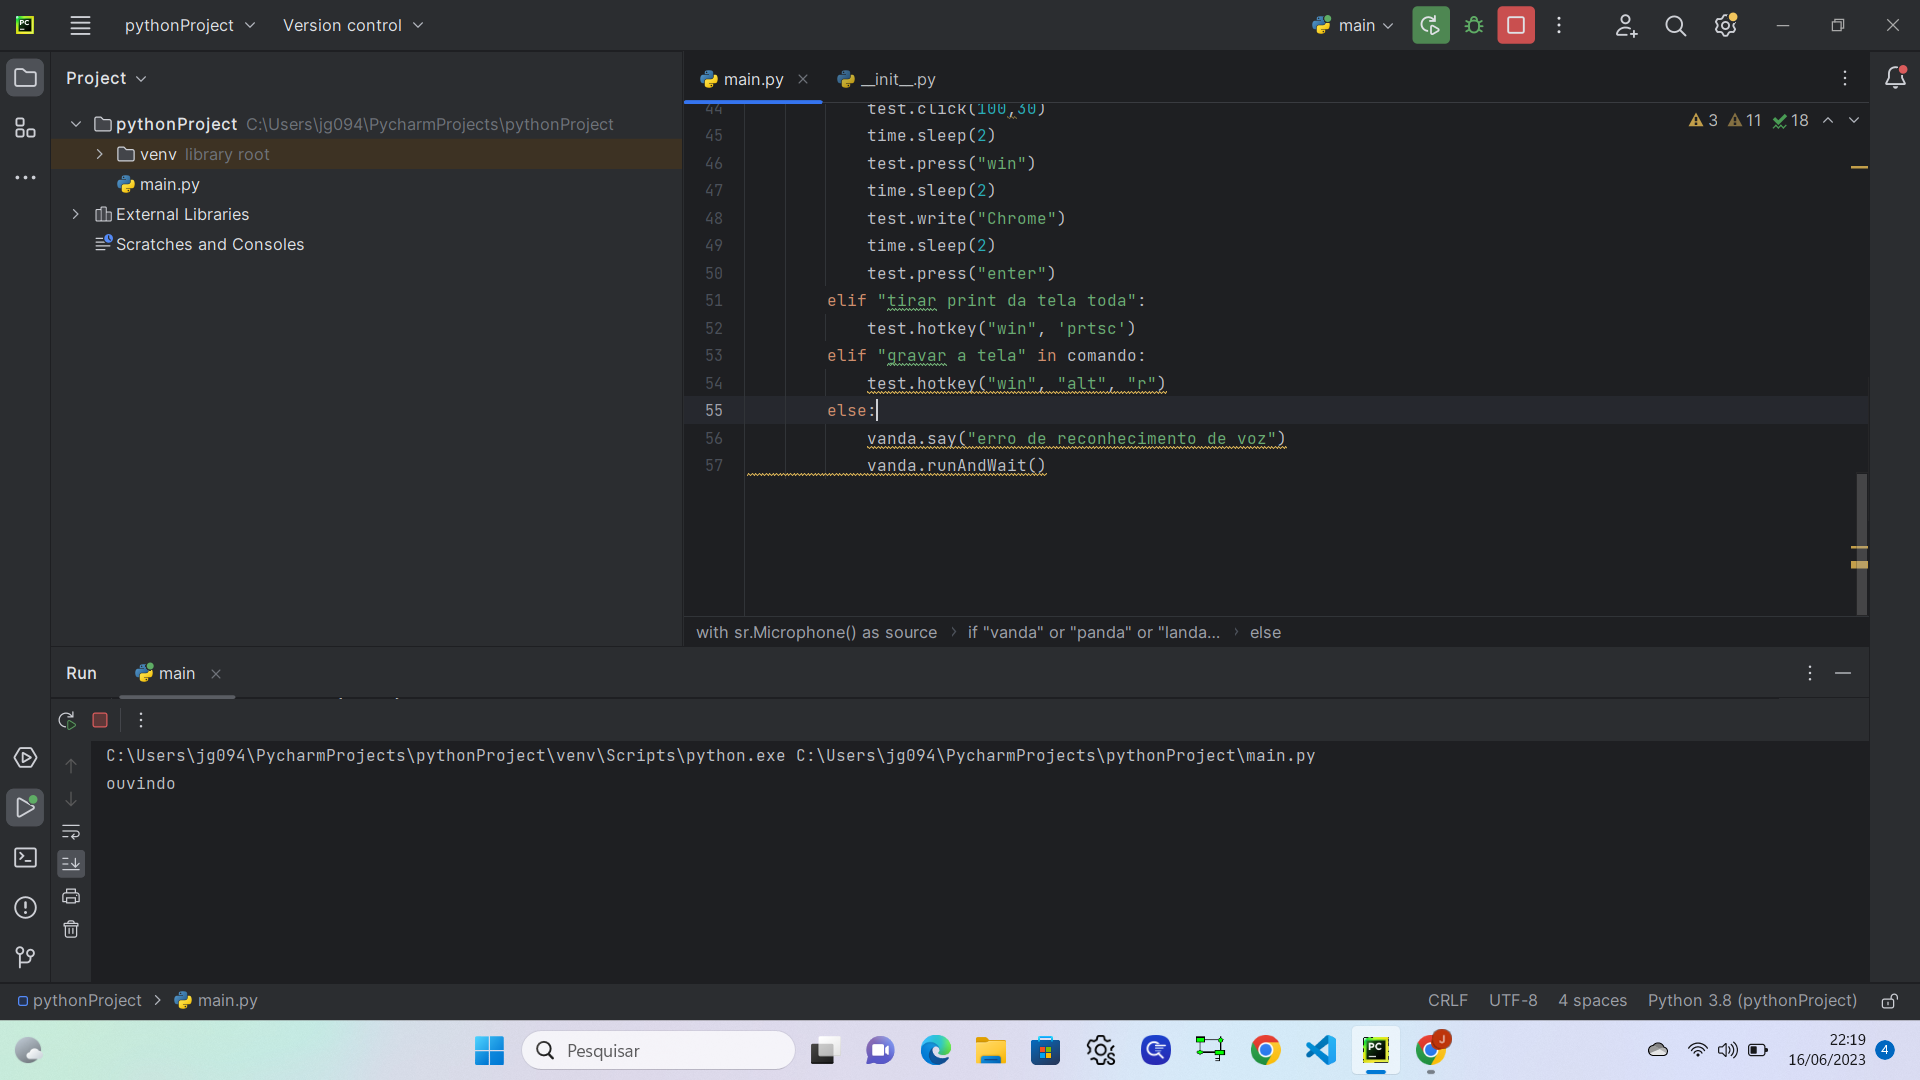 pythonProject
Version control
main
Project
main.py
__init__.py
pythonProject C:\Users\jg094\PycharmProjects\pythonProject
venv library root
main.py
External Libraries
Scratches and Consoles
3 11 18
44 test.click(100,30)
45 time.sleep(2)
46 test.press("win")
47 time.sleep(2)
48 test.write("Chrome")
49 time.sleep(2)
50 test.press("enter")
51 elif "tirar print da tela toda":
52 test.hotkey("win", 'prtsc')
53 elif "gravar a tela" in comando:
54 test.hotkey("win", "alt", "r")
55 else:
56 vanda.say("erro de reconhecimento de voz")
57 vanda.runAndWait()
with sr.Microphone() as source > if "vanda" or "panda" or "landa... > else
Run
main
C:\Users\jg094\PycharmProjects\pythonProject\venv\Scripts\python.exe C:\Users\jg094\PycharmProjects\pythonProject\main.py
ouvindo
pythonProject > main.py
CRLF UTF-8 4 spaces Python 3.8 (pythonProject)
Pesquisar
PC
J
22:19
16/06/2023
4